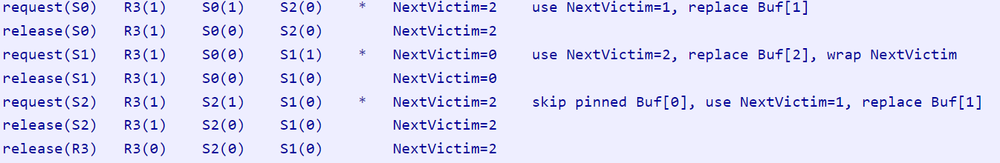 request(S0)   R3(1)    S0(1)    S2(0)    *   NextVictim=2    use NextVictim=1, replace Buf[1]
release(S0)   R3(1)    S0(0)    S2(0)        NextVictim=2
request(S1)   R3(1)    S0(0)    S1(1)    *   NextVictim=0    use NextVictim=2, replace Buf[2], wrap NextVictim
release(S1)   R3(1)    S0(0)    S1(0)        NextVictim=0
request(S2)   R3(1)    S2(1)    S1(0)    *   NextVictim=2    skip pinned Buf[0], use NextVictim=1, replace Buf[1]
release(S2)   R3(1)    S2(0)    S1(0)        NextVictim=2
release(R3)   R3(0)    S2(0)    S1(0)        NextVictim=2